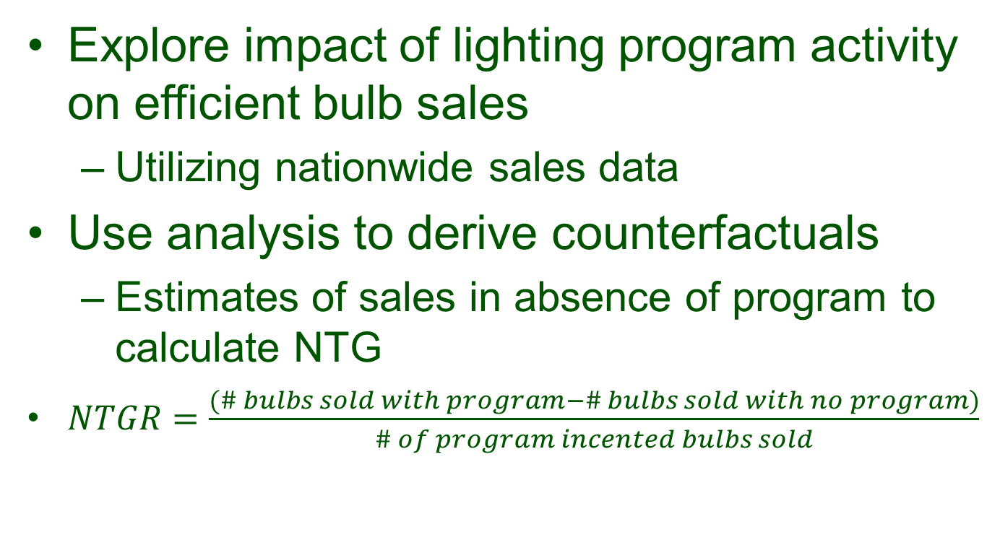 • Explore impact of lighting program activity
on efficient bulb sales
– Utilizing nationwide sales data
• Use analysis to derive counterfactuals
– Estimates of sales in absence of program to
calculate NTG
• NTGR = (# bulbs sold with program−# bulbs sold with no program)
# of program incented bulbs sold